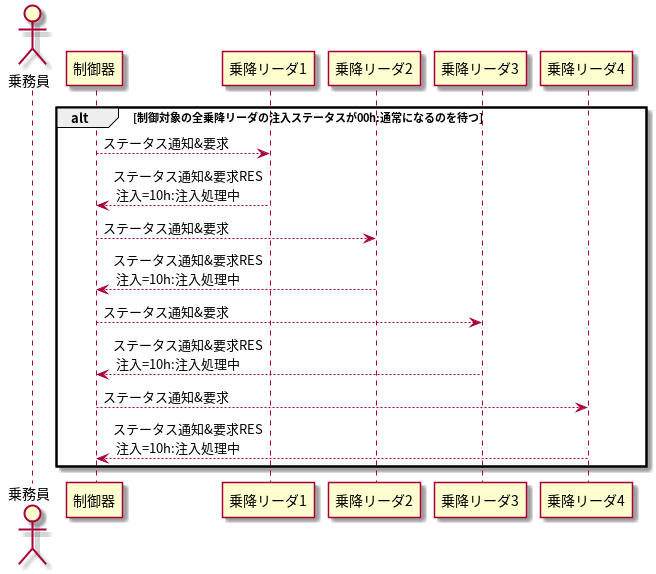 乗務員
制御器
乗降リーダ1
乗降リーダ2
乗降リーダ3
乗降リーダ4
alt
[制御対象の全乗降リーダの注入ステータスが00h:通常になるのを待つ]
ステータス通知&要求
ステータス通知&要求RES
注入=10h:注入処理中
ステータス通知&要求
ステータス通知&要求RES
注入=10h:注入処理中
ステータス通知&要求
ステータス通知&要求RES
注入=10h:注入処理中
ステータス通知&要求
ステータス通知&要求RES
注入=10h:注入処理中
乗務員
制御器
乗降リーダ1
乗降リーダ2
乗降リーダ3
乗降リーダ4